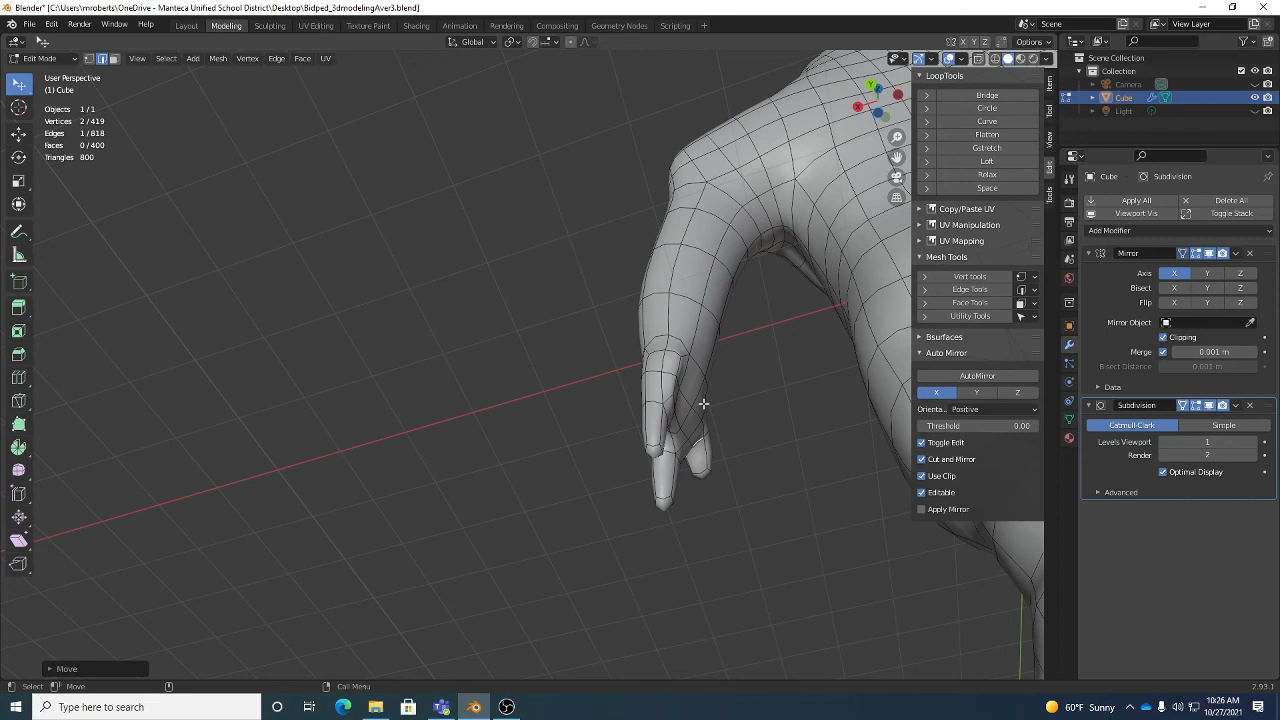 Blender* [C:\Users\mroberts\OneDrive - Manteca Unified School District\Desktop\Bidped_3dmodelingAver3.blend]
File Edit Render Window Help Layout Modeling Sculpting UV Editing Texture Paint Shading Animation Rendering Compositing Geometry Nodes Scripting + Scene View Layer
Global X Y Z Options
Edit Mode View Select Add Mesh Vertex Edge Face UV
User Perspective
(1) Cube
Objects 1/1
Vertices 2/419
Edges 1/818
Faces 0/400
Triangles 800
Y
Z
X
LoopTools
Bridge
Circle
Curve
Flatten
Gstretch
Loft
Relax
Space
Copy/Paste UV
UV Manipulation
UV Mapping
Mesh Tools
Vert tools
Edge Tools
Face Tools
Utility Tools
Bsurfaces
Auto Mirror
AutoMirror
X Y Z
Orienta.. Positive
Threshold 0.00
Toggle Edit
Cut and Mirror
Use Clip
Editable
Apply Mirror
Item
Tool
View
Edit
Tools
Scene Collection
Collection
Camera
Cube
Light
Cube Subdivision
Apply All Delete All
Viewport Vis Toggle Stack
Add Modifier
Mirror
Axis X Y Z
Bisect X Y Z
Flip X Y Z
Mirror Object
Clipping
Merge 0.001 m
Bisect Distance 0.001 m
Data
Subdivision
Catmull-Clark Simple
Levels Viewport 1
Render 2
Optimal Display
Advanced
Move
Select Move Call Menu 2.93.1
Type here to search 60°F Sunny 10:26 AM
10/27/2021